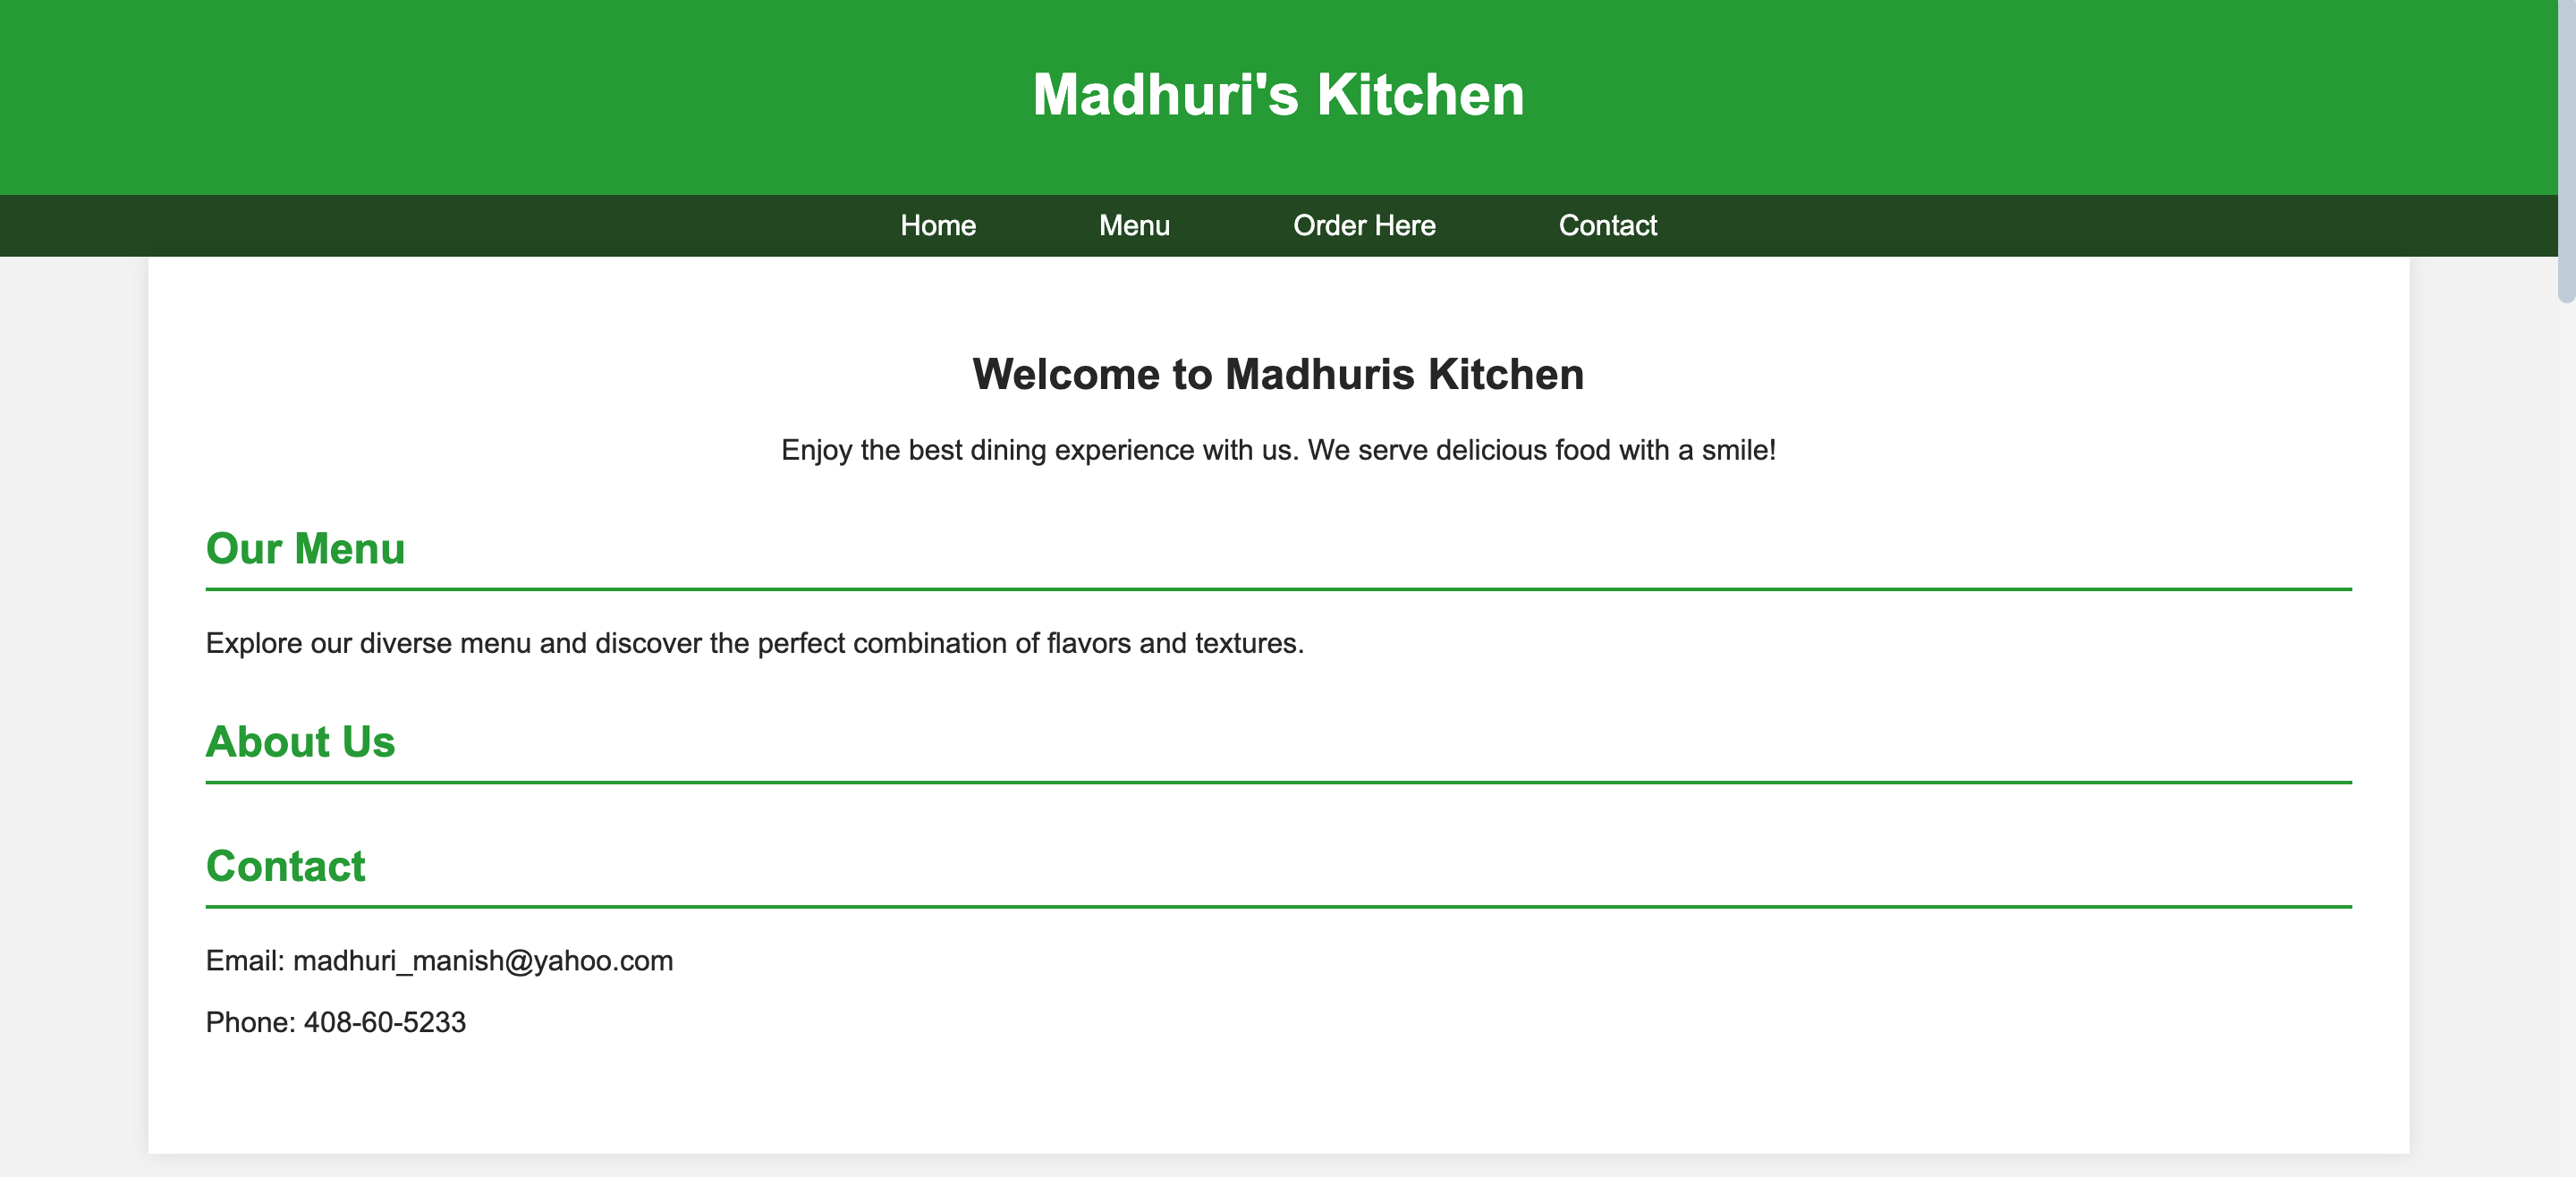 Madhuri's Kitchen
Home Menu Order Here Contact
Welcome to Madhuris Kitchen
Enjoy the best dining experience with us. We serve delicious food with a smile!
Our Menu
Explore our diverse menu and discover the perfect combination of flavors and textures.
About Us
Contact
Email: madhuri_manish@yahoo.com
Phone: 408-60-5233